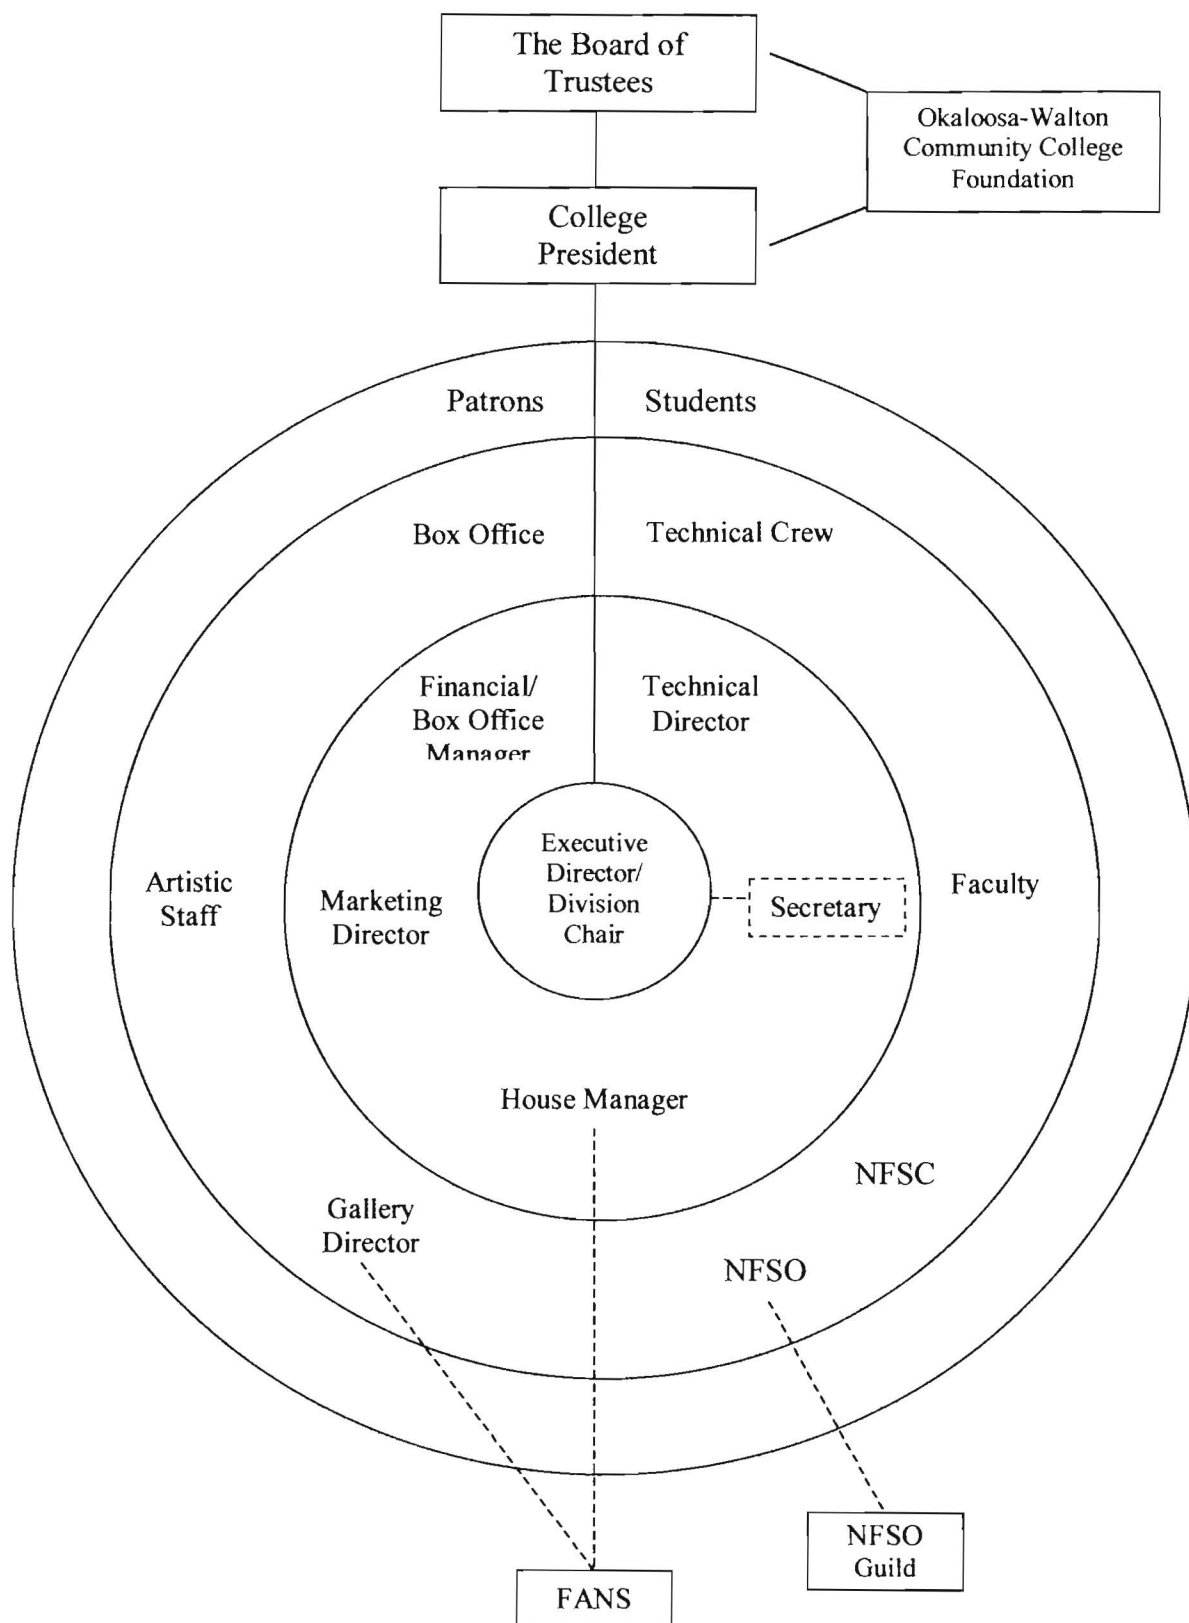 The Board of
Trustees
Okaloosa-Walton
Community College
Foundation
College
President
Patrons
Students
Box Office
Technical Crew
Financial/
Box Office
Manager
Technical
Director
Executive
Director/
Division
Chair
Secretary
Artistic
Staff
Marketing
Director
Faculty
House Manager
NFSC
Gallery
Director
NFSO
NFSO
Guild
FANS